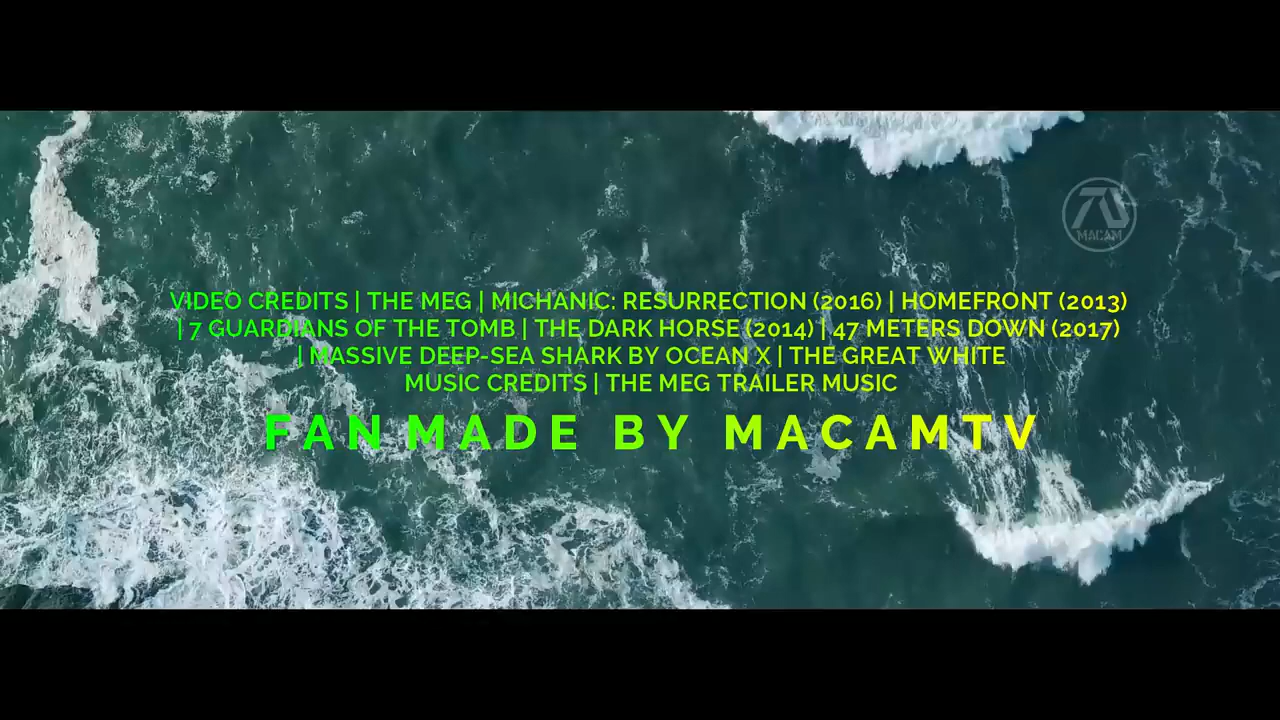 MACAM
VIDEO CREDITS | THE MEG | MICHANIC: RESURRECTION (2016) | HOMEFRONT (2013)
| 7 GUARDIANS OF THE TOMB | THE DARK HORSE (2014) | 47 METERS DOWN (2017)
| MASSIVE DEEP-SEA SHARK BY OCEAN X | THE GREAT WHITE
MUSIC CREDITS | THE MEG TRAILER MUSIC
FAN MADE BY MACAMTV